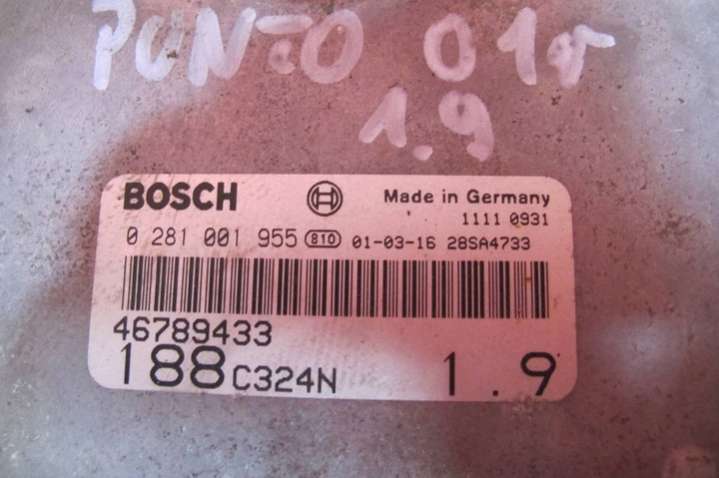 PUNTO 01r
1.9
BOSCH Made in Germany
1111 0931
0 281 001 955 810 01-03-16 28SA4733
46789433
188 C324N 1.9